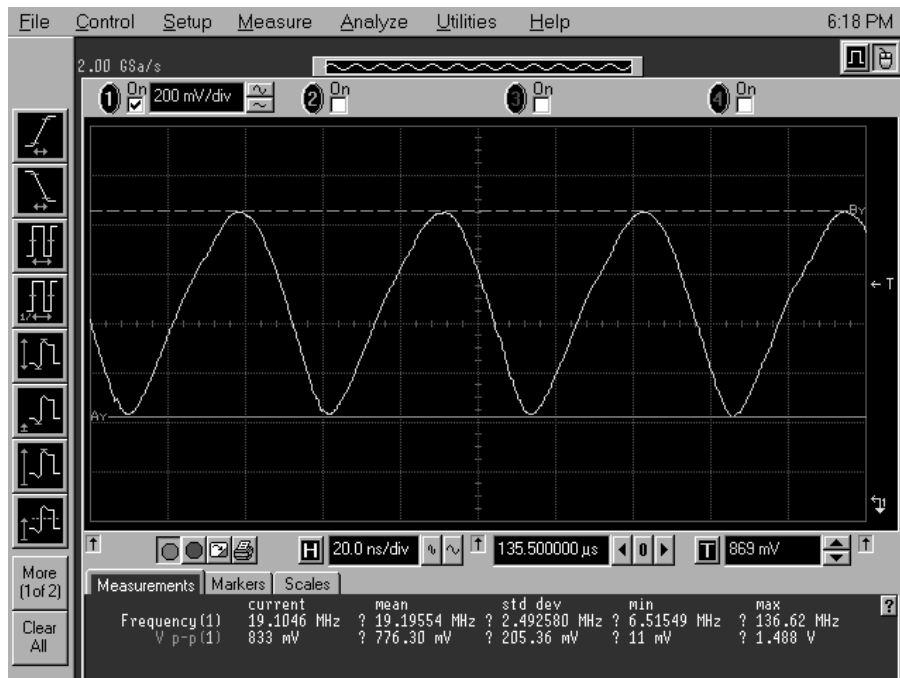 File Control Setup Measure Analyze Utilities Help 6:18 PM
2.00 GSa/s
1 On 200 mV/div 2 On 3 On 4 On
By
T
Ay
1
H 20.0 ns/div 135.500000 µs 0 T 869 mV
More
(1of 2)
Clear
All
Measurements Markers Scales
?
current mean std dev min max
Frequency(1) 19.1046 MHz ? 19.19554 MHz ? 2.492580 MHz ? 6.51549 MHz ? 136.62 MHz
V p-p(1) 833 mV ? 776.30 mV ? 205.36 mV ? 11 mV ? 1.488 V